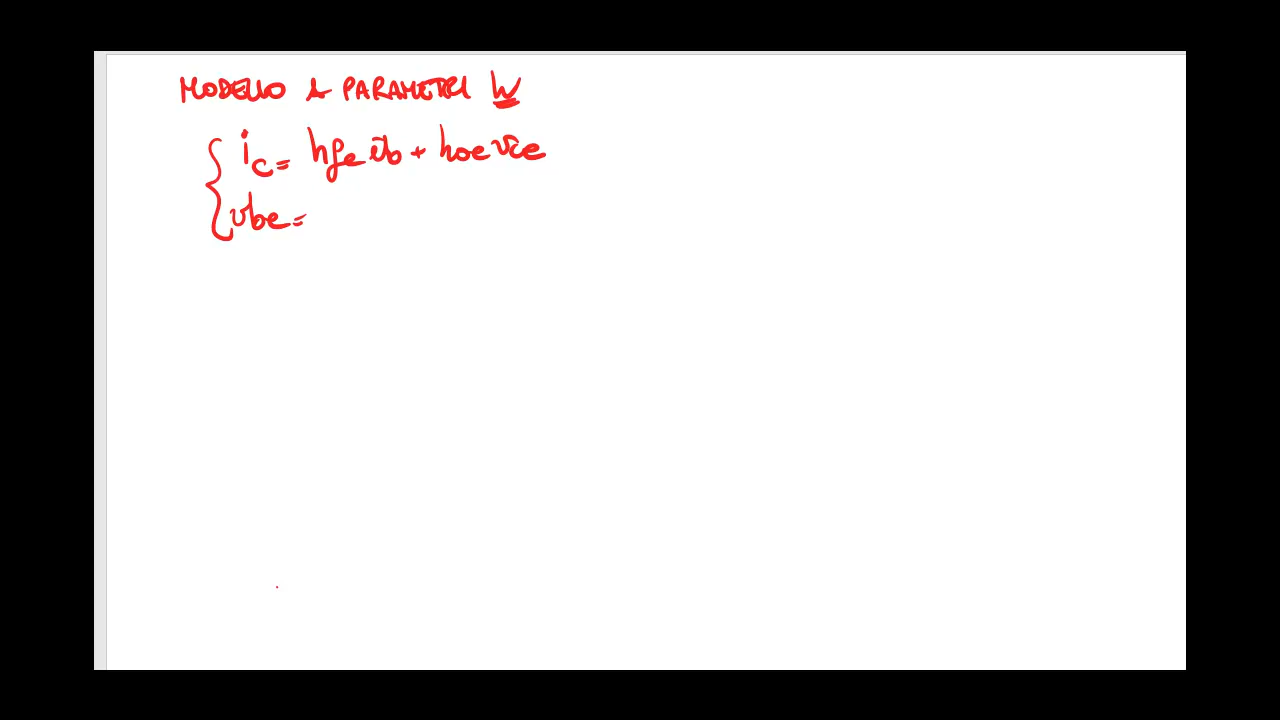 MODELLO A PARAMETRI h
ic = hfe ib + hoe vce
vbe =